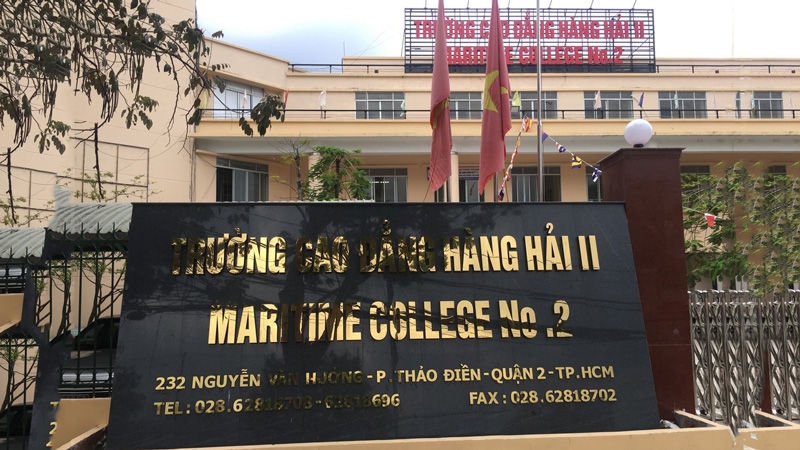 TRƯỜNG CAO ĐẲNG HÀNG HẢI II
MARITIME COLLEGE No.2
TRƯỜNG CAO ĐẲNG HÀNG HẢI II
MARITIME COLLEGE No .2
232 NGUYỄN VĂN HƯỞNG - P. THẢO ĐIỀN - QUẬN 2 - TP.HCM
TEL : 028. 62818703 - 62818696 FAX : 028.62818702